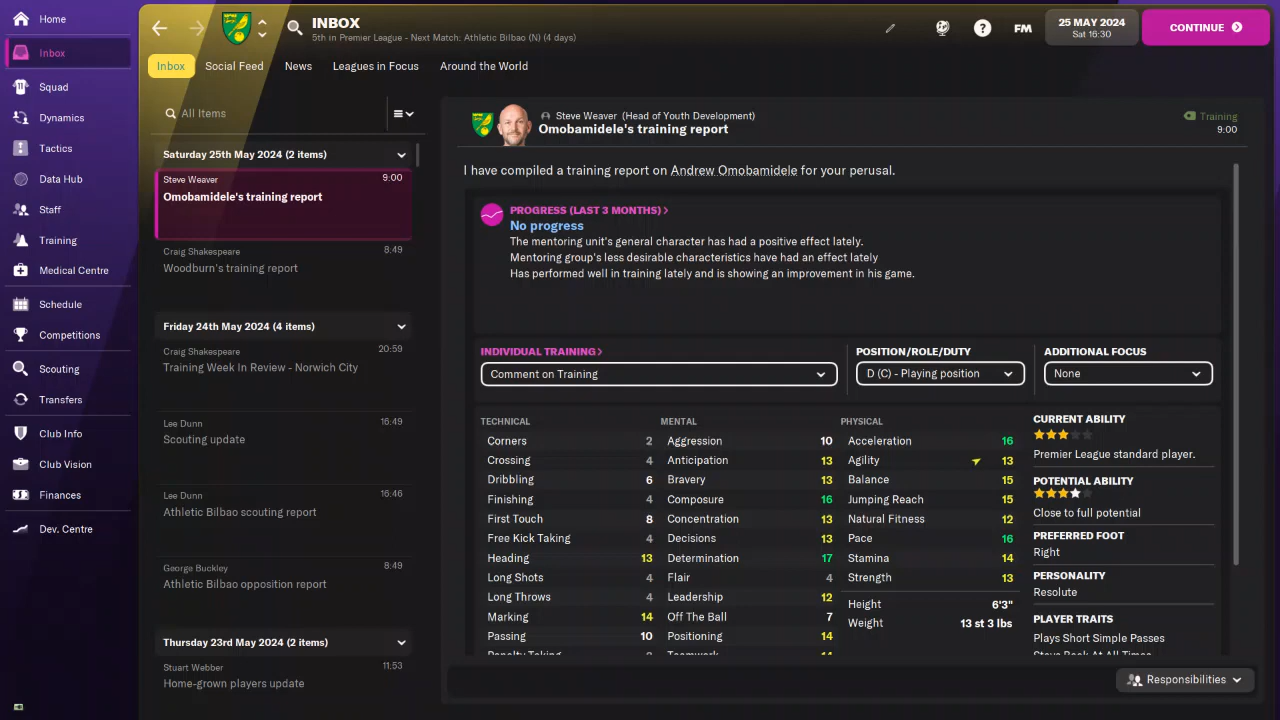 Home
Inbox
Squad
Dynamics
Tactics
Data Hub
Staff
Training
Medical Centre
Schedule
Competitions
Scouting
Transfers
Club Info
Club Vision
Finances
Dev. Centre
INBOX
5th in Premier League - Next Match: Athletic Bilbao (N) (4 days)
FM
25 MAY 2024
Sat 16:30
CONTINUE
Inbox
Social Feed
News
Leagues in Focus
Around the World
All Items
Saturday 25th May 2024 (2 items)
Steve Weaver 9:00
Omobamidele's training report
Craig Shakespeare 8:49
Woodburn's training report
Friday 24th May 2024 (4 items)
Craig Shakespeare 20:59
Training Week In Review - Norwich City
Lee Dunn 16:49
Scouting update
Lee Dunn 16:46
Athletic Bilbao scouting report
George Buckley 8:49
Athletic Bilbao opposition report
Thursday 23rd May 2024 (2 items)
Stuart Webber 11:53
Home-grown players update
Steve Weaver (Head of Youth Development)
Omobamidele's training report
Training
9:00
I have compiled a training report on Andrew Omobamidele for your perusal.
PROGRESS (LAST 3 MONTHS) >
No progress
The mentoring unit's general character has had a positive effect lately.
Mentoring group's less desirable characteristics have had an effect lately
Has performed well in training lately and is showing an improvement in his game.
INDIVIDUAL TRAINING >
Comment on Training
POSITION/ROLE/DUTY
D (C) - Playing position
ADDITIONAL FOCUS
None
TECHNICAL
Corners 2
Crossing 4
Dribbling 6
Finishing 4
First Touch 8
Free Kick Taking 4
Heading 13
Long Shots 4
Long Throws 4
Marking 14
Passing 10
Penalty Taking
MENTAL
Aggression 10
Anticipation 13
Bravery 13
Composure 16
Concentration 13
Decisions 13
Determination 17
Flair 4
Leadership 12
Off The Ball 7
Positioning 14
Teamwork 14
PHYSICAL
Acceleration 16
Agility 13
Balance 15
Jumping Reach 15
Natural Fitness 12
Pace 16
Stamina 14
Strength 13
Height 6'3"
Weight 13 st 3 lbs
CURRENT ABILITY
Premier League standard player.
POTENTIAL ABILITY
Close to full potential
PREFERRED FOOT
Right
PERSONALITY
Resolute
PLAYER TRAITS
Plays Short Simple Passes
Stays Back At All Times
Responsibilities